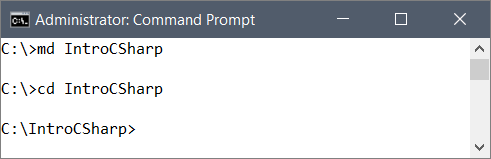 Administrator: Command Prompt
C:\>md IntroCSharp
C:\>cd IntroCSharp
C:\IntroCSharp>